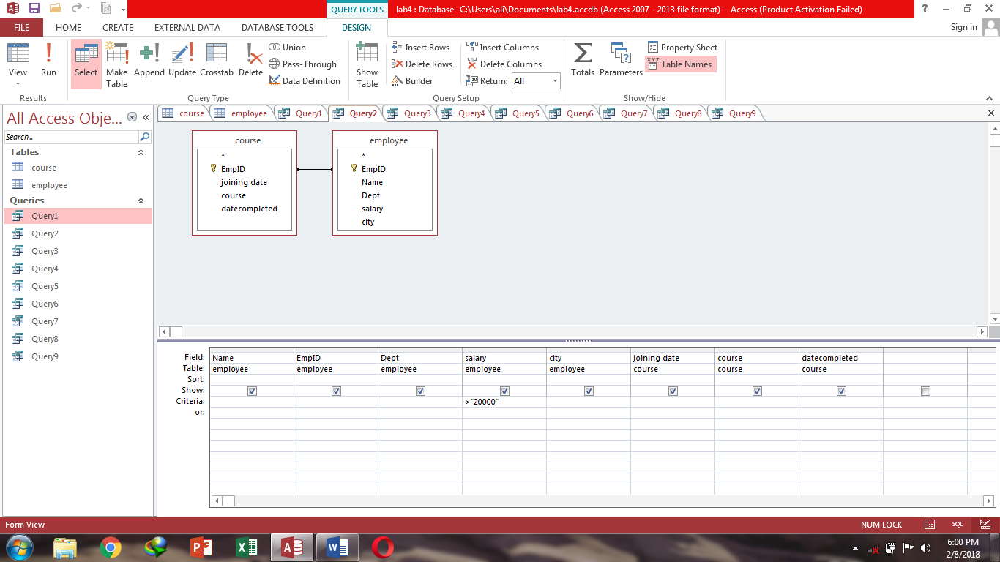 QUERY TOOLS
lab4 : Database- C:\Users\ali\Documents\lab4.accdb (Access 2007 - 2013 file format) - Access (Product Activation Failed)
?
FILE HOME CREATE EXTERNAL DATA DATABASE TOOLS DESIGN Sign in
View
Run
Select
Make Table
Append
Update
Crosstab
Delete
Union
Pass-Through
Data Definition
Show Table
Insert Rows
Delete Rows
Builder
Insert Columns
Delete Columns
Return: All
Totals
Parameters
Property Sheet
XYZ Table Names
Results
Query Type
Query Setup
Show/Hide
All Access Obje...
Search...
Tables
course
employee
Queries
Query1
Query2
Query3
Query4
Query5
Query6
Query7
Query8
Query9
course employee Query1 Query2 Query3 Query4 Query5 Query6 Query7 Query8 Query9
course
*
EmpID
joining date
course
datecompleted
employee
*
EmpID
Name
Dept
salary
city
Field: Name EmpID Dept salary city joining date course datecompleted
Table: employee employee employee employee employee course course course
Sort:
Show:
Criteria: >"20000"
or:
Form View
NUM LOCK
SQL
6:00 PM
2/8/2018